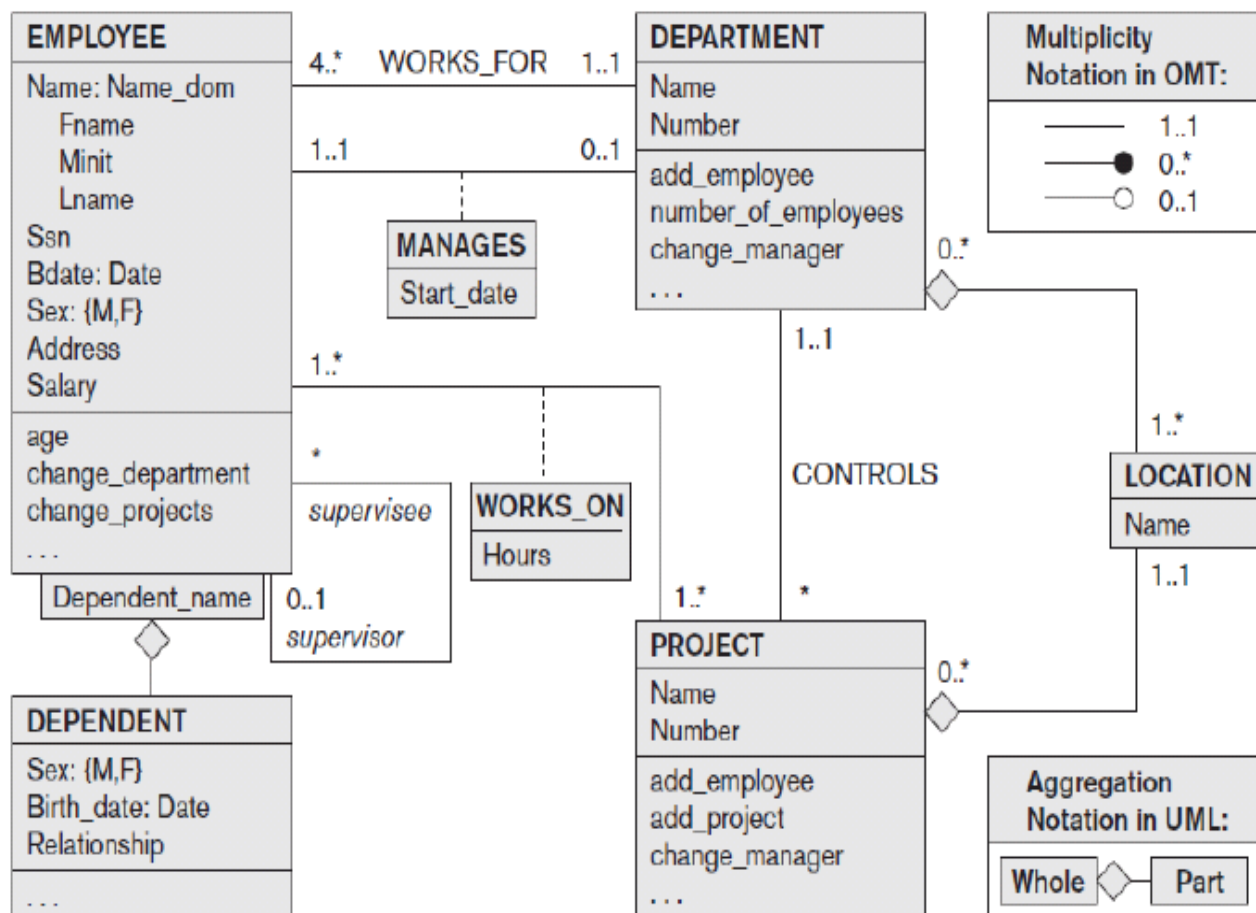 EMPLOYEE
Name: Name_dom
Fname
Minit
Lname
Ssn
Bdate: Date
Sex: {M,F}
Address
Salary
age
change_department
change_projects
. . .
Dependent_name
4..* WORKS_FOR 1..1
1..1 0..1
MANAGES
Start_date
1..*
WORKS_ON
Hours
1..*
*
supervisee
0..1
supervisor
DEPENDENT
Sex: {M,F}
Birth_date: Date
Relationship
. . .
DEPARTMENT
Name
Number
add_employee
number_of_employees
change_manager
. . .
0..*
1..1
CONTROLS
*
1..*
LOCATION
Name
1..1
PROJECT
Name
Number
add_employee
add_project
change_manager
. . .
0..*
Multiplicity
Notation in OMT:
1..1
0..*
0..1
Aggregation
Notation in UML:
Whole Part